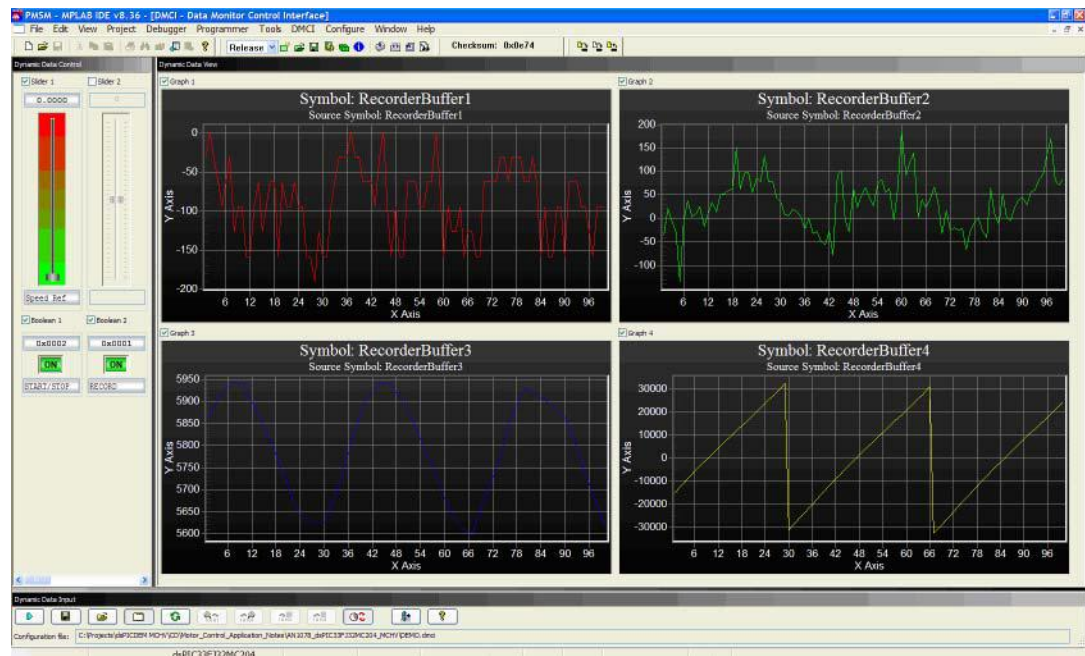 PMSM - MPLAB IDE v8.36 - [DMCI - Data Monitor Control Interface]
File Edit View Project Debugger Programmer Tools DMCI Configure Window Help
Release Checksum: 0x0e74
Dynamic Data Control
Dynamic Data View
Slider 1 Slider 2
0.0000 0
Speed Ref
Boolean 1 Boolean 2
0x0002 0x0001
ON ON
START/STOP RECORD
Graph 1
Symbol: RecorderBuffer1
Source Symbol: RecorderBuffer1
Y Axis
0
-50
-100
-150
-200
6 12 18 24 30 36 42 48 54 60 66 72 78 84 90 96
X Axis
Graph 2
Symbol: RecorderBuffer2
Source Symbol: RecorderBuffer2
Y Axis
200
150
100
50
0
-50
-100
6 12 18 24 30 36 42 48 54 60 66 72 78 84 90 96
X Axis
Graph 3
Symbol: RecorderBuffer3
Source Symbol: RecorderBuffer3
Y Axis
5950
5900
5850
5800
5750
5700
5650
5600
6 12 18 24 30 36 42 48 54 60 66 72 78 84 90 96
X Axis
Graph 4
Symbol: RecorderBuffer4
Source Symbol: RecorderBuffer4
Y Axis
30000
20000
10000
0
-10000
-20000
-30000
6 12 18 24 30 36 42 48 54 60 66 72 78 84 90 96
X Axis
Dynamic Data Input
Configuration file: C:\Projects\dsPICDEM MCHV\CD\Motor_Control_Application_Notes\AN1078_dsPIC33FJ32MC204_MCHV\DEMO.dmci
dsPIC33FJ32MC204